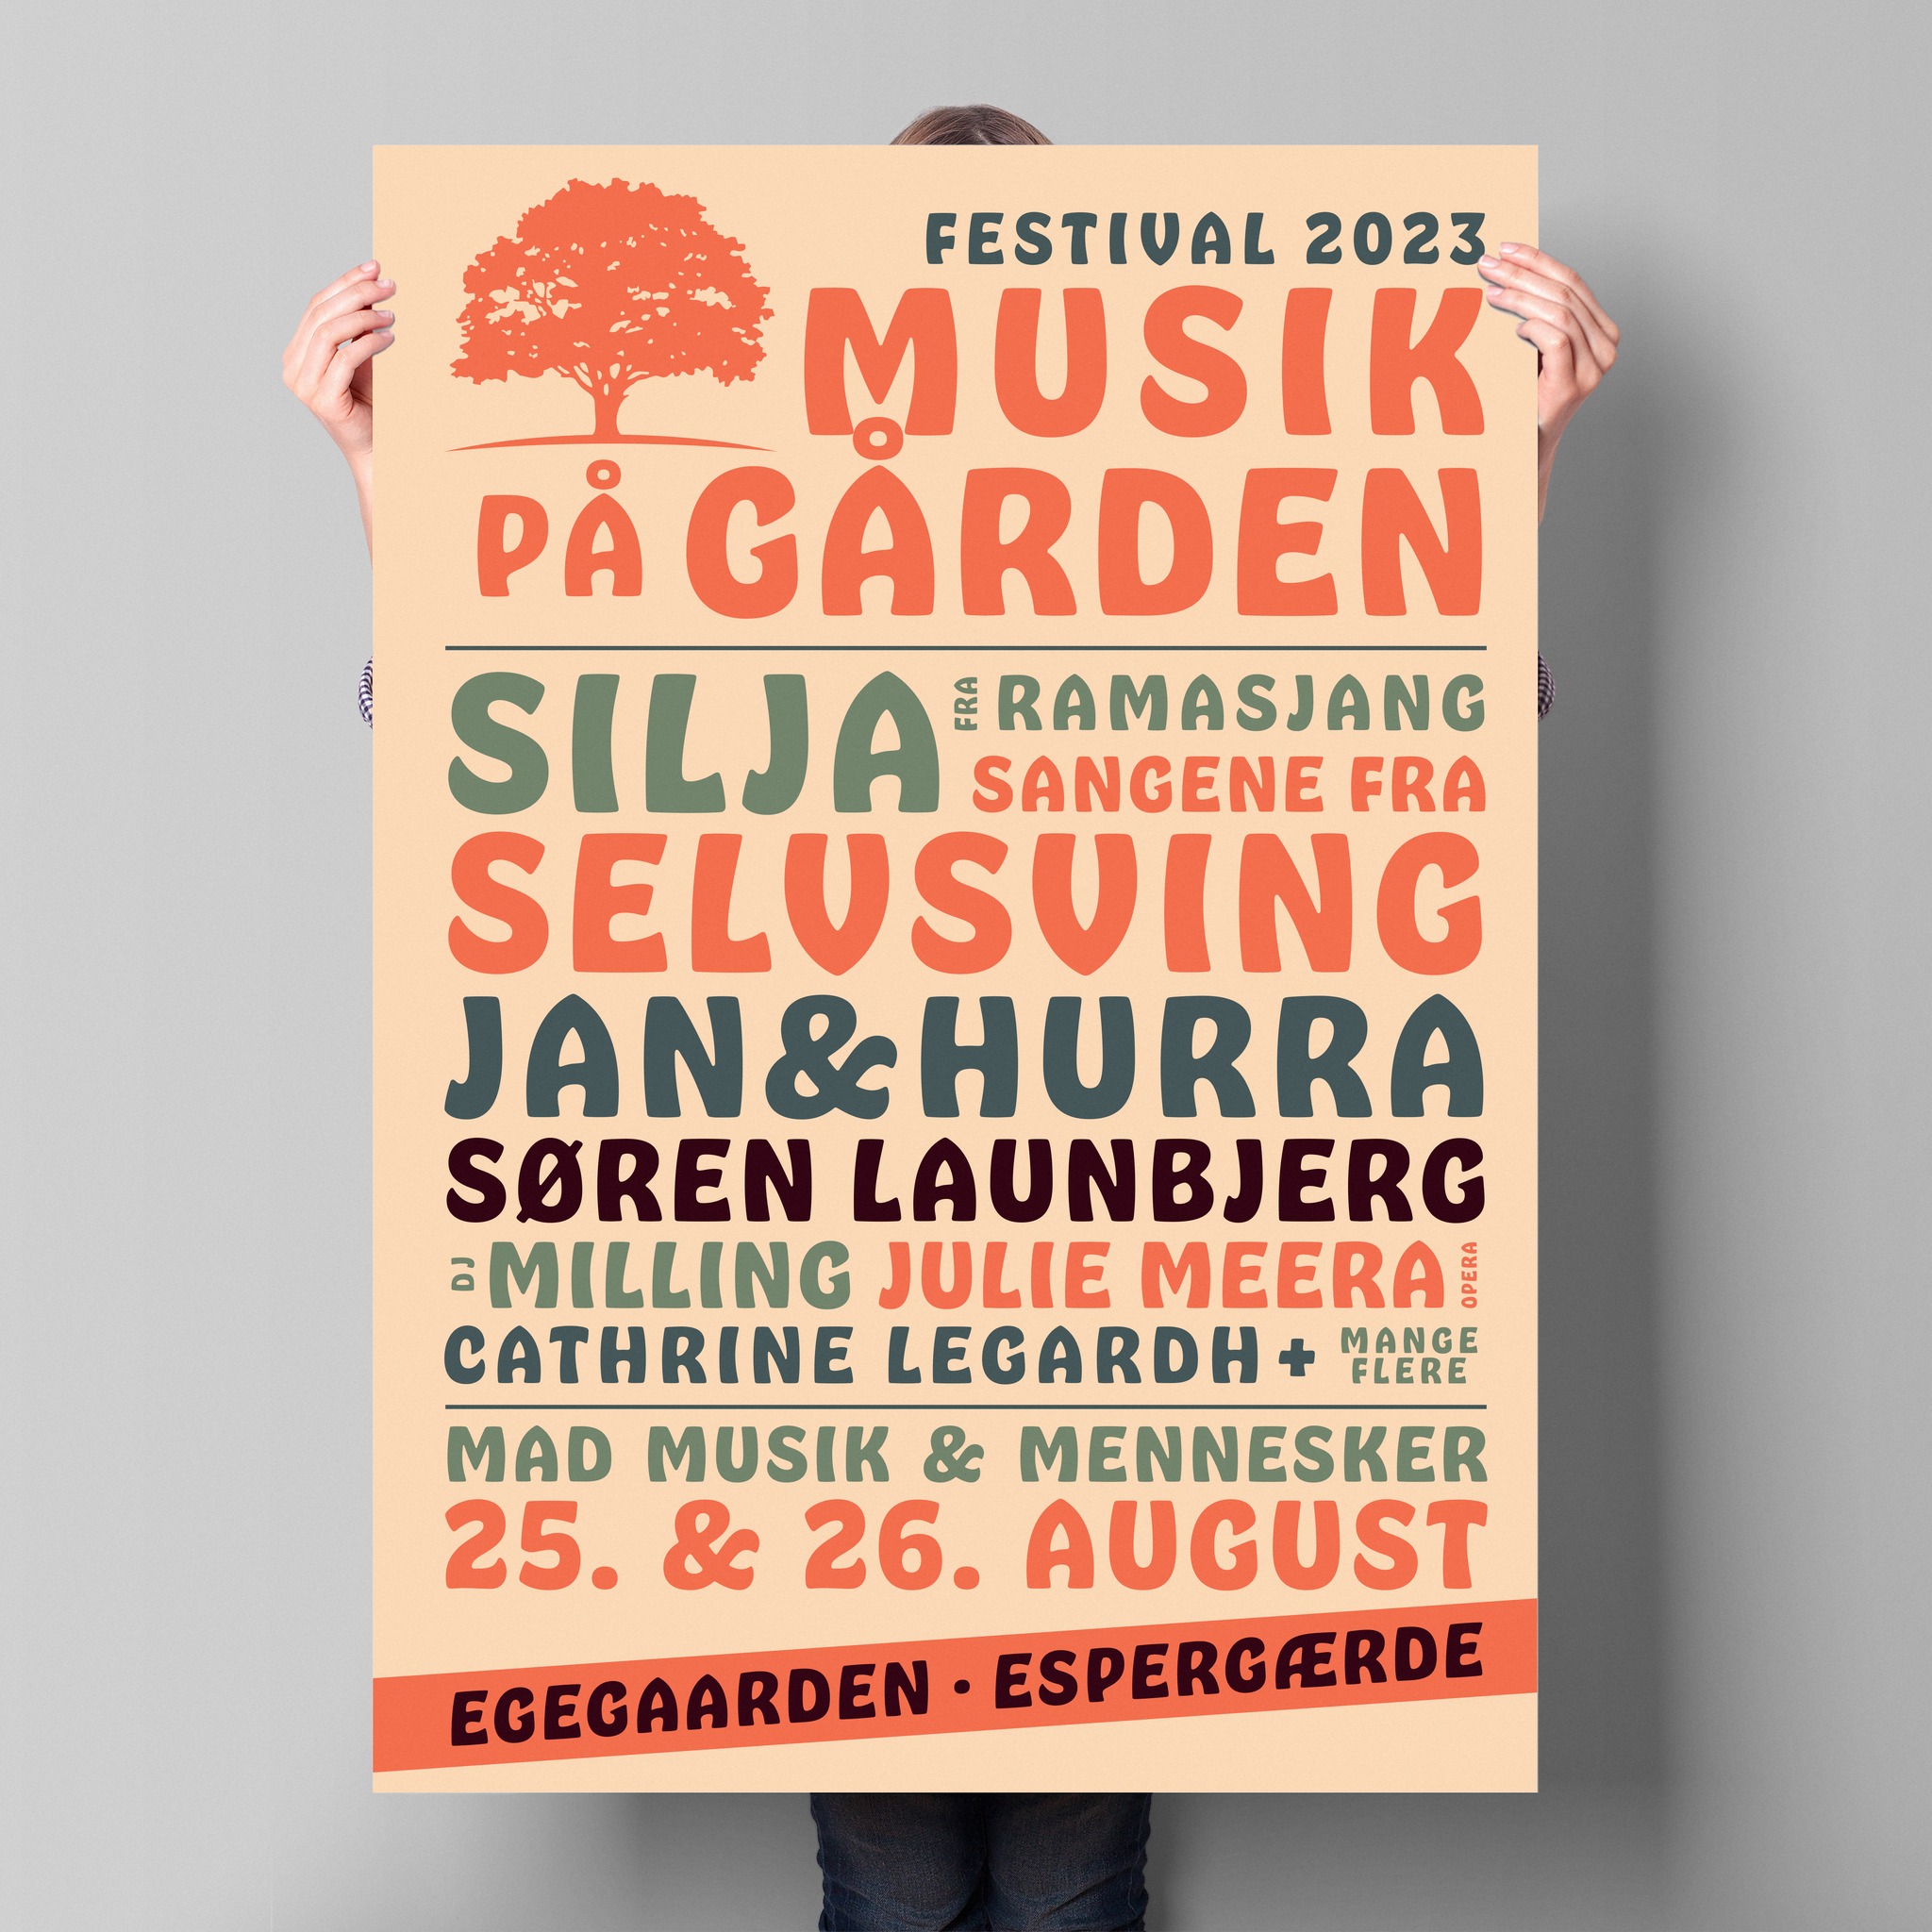 FESTIVAL 2023
MUSIK
PÅ GÅRDEN
SILJA FRA RAMASJANG
SANGENE FRA
SELVSVING
JAN & HURRA
SØREN LAUNBJERG
DJ MILLING JULIE MEERA OPERA
CATHRINE LEGARDH + MANGE FLERE
MAD MUSIK & MENNESKER
25. & 26. AUGUST
EGEGAARDEN · ESPERGÆRDE